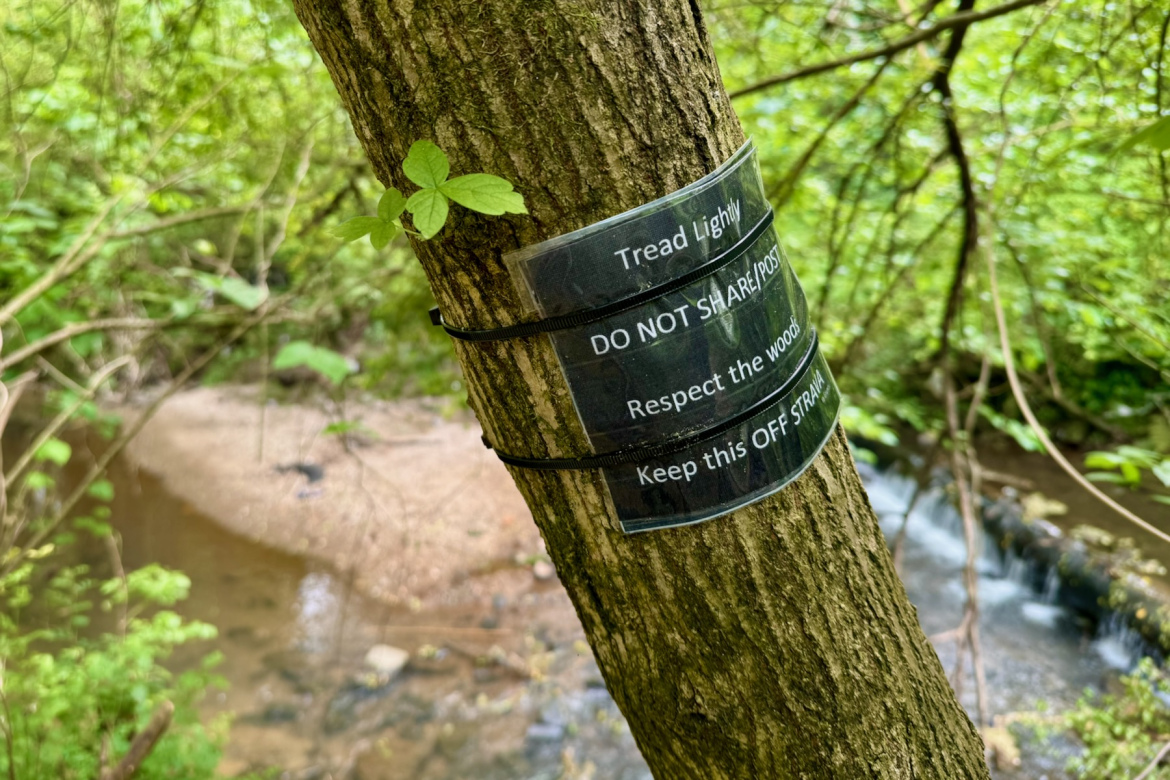 Tread Lightly
DO NOT SHARE/POST
Respect the woods
Keep this OFF STRAVA